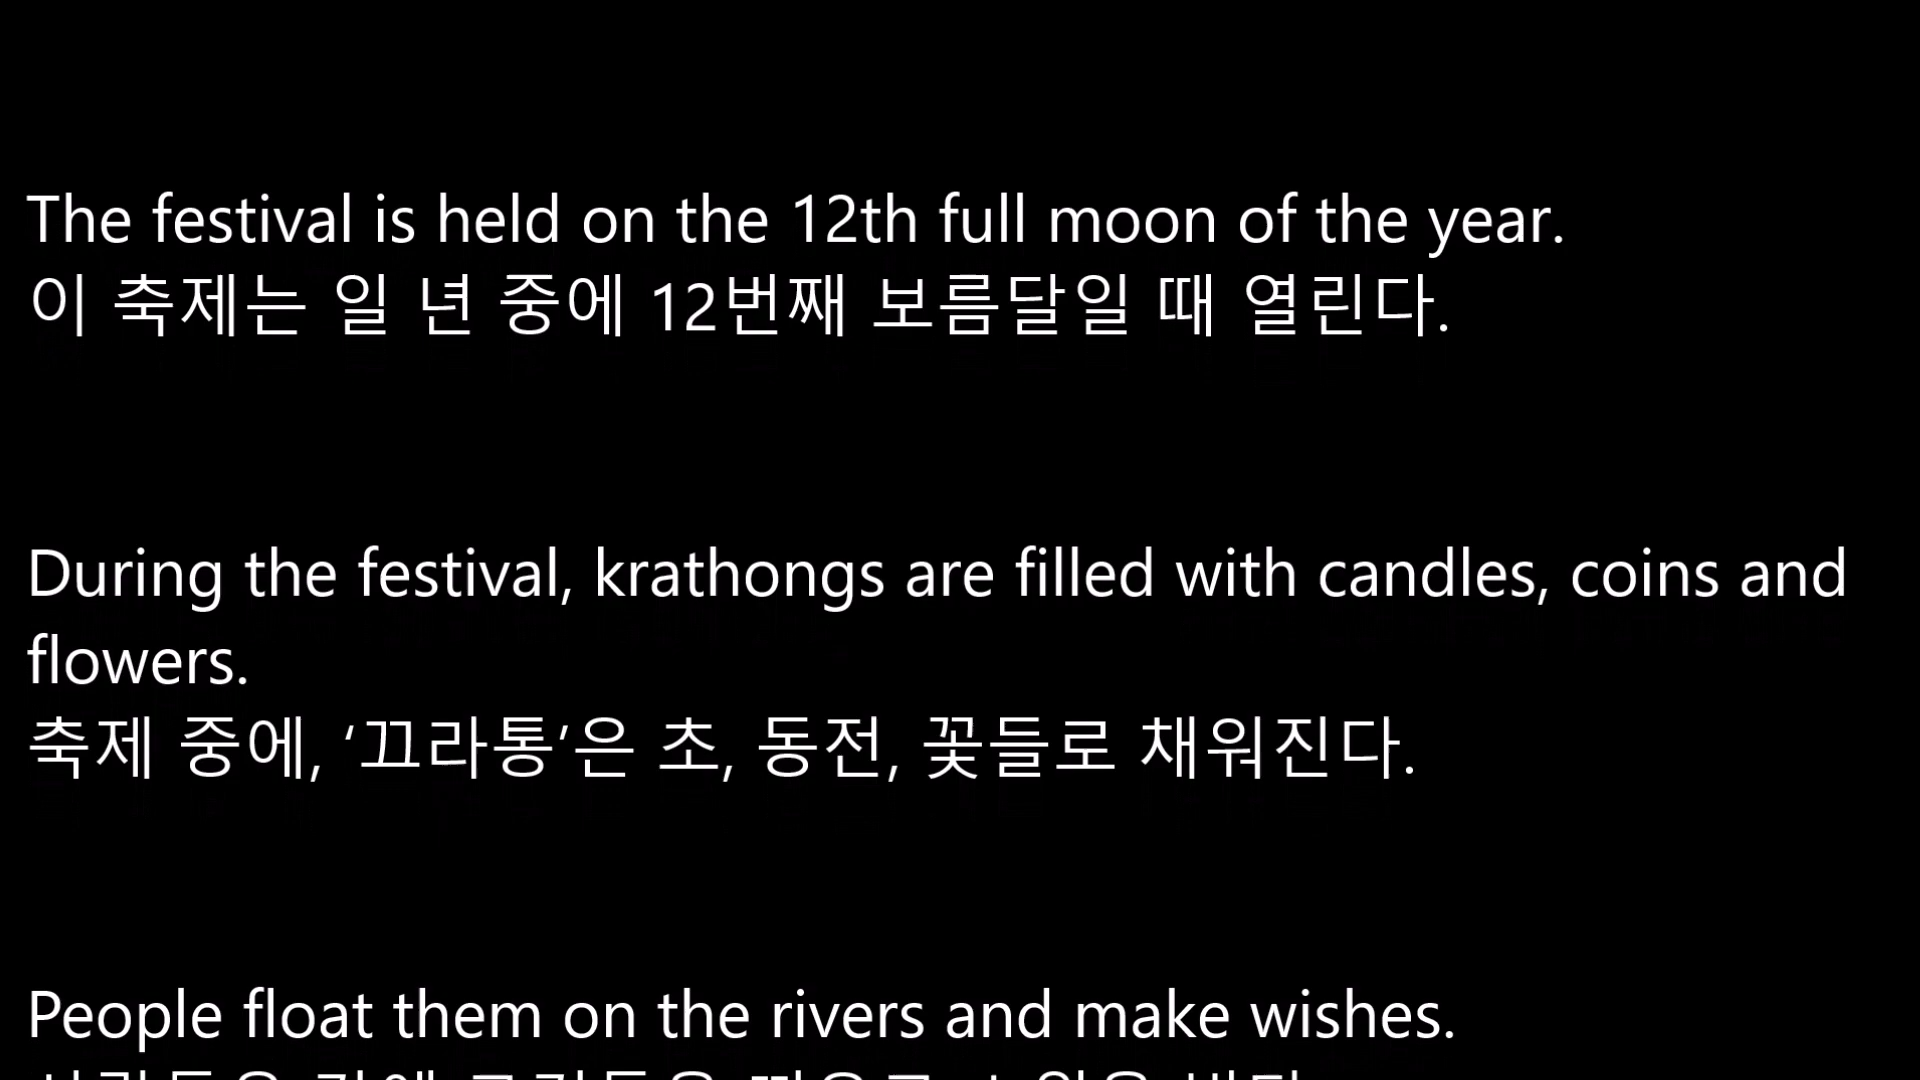 The festival is held on the 12th full moon of the year.
이 축제는 일 년 중에 12번째 보름달일 때 열린다.
During the festival, krathongs are filled with candles, coins and
flowers.
축제 중에, ‘끄라통’은 초, 동전, 꽃들로 채워진다.
People float them on the rivers and make wishes.